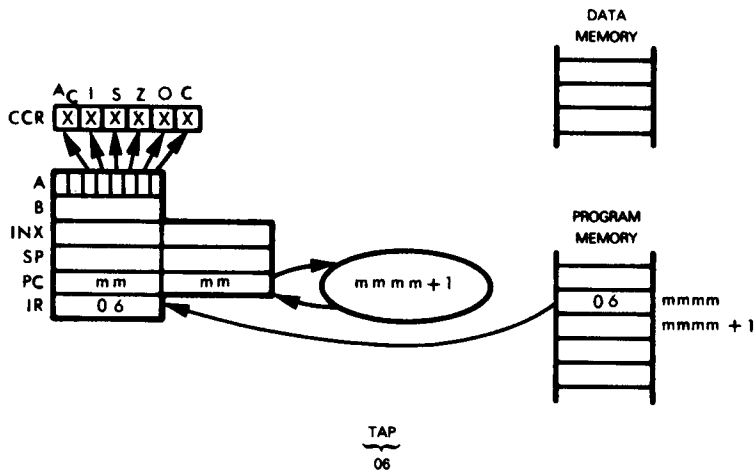 DATA
MEMORY
A_C I S Z O C
CCR X X X X X X
A
B
INX
SP
PC mm mm
IR 06
mmmm + 1
PROGRAM
MEMORY
06 mmmm
mmmm + 1
TAP
06